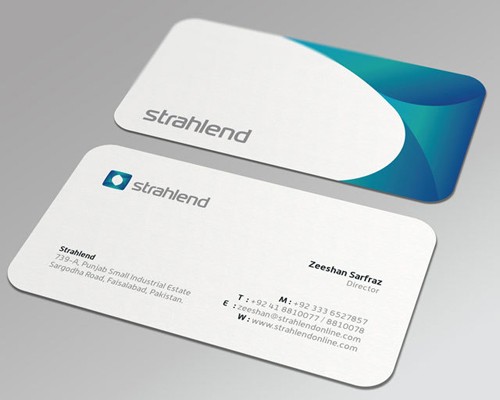 strahlend
strahlend
Strahlend
739-A, Punjab Small Industrial Estate
Sargodha Road, Faisalabad, Pakistan.
Zeeshan Sarfraz
Director
M : +92 333 6527857
T : +92 41 8810077 / 8810078
E : zeeshan@strahlendonline.com
W : www.strahlendonline.com